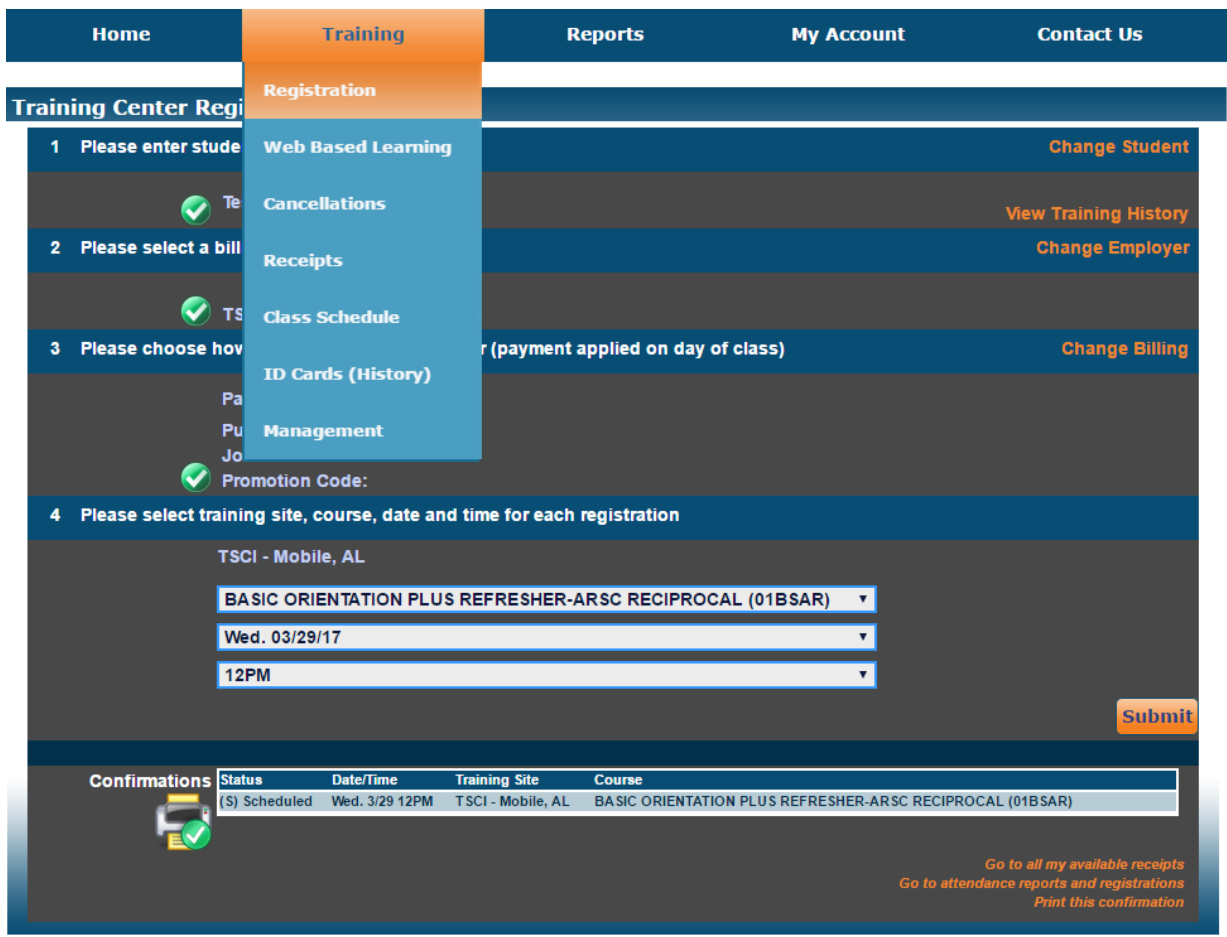 Home Training Reports My Account Contact Us
Registration
Training Center Regi
1 Please enter stude Web Based Learning Change Student
Te Cancellations
View Training History
2 Please select a bill Change Employer
Receipts
TS Class Schedule
3 Please choose how r (payment applied on day of class) Change Billing
ID Cards (History)
Pa
Pu Management
Jo
Promotion Code:
4 Please select training site, course, date and time for each registration
TSCI - Mobile, AL
BASIC ORIENTATION PLUS REFRESHER-ARSC RECIPROCAL (01BSAR)
Wed. 03/29/17
12PM
Submit
Confirmations Status Date/Time Training Site Course
(S) Scheduled Wed. 3/29 12PM TSCI - Mobile, AL BASIC ORIENTATION PLUS REFRESHER-ARSC RECIPROCAL (01BSAR)
Go to all my available receipts
Go to attendance reports and registrations
Print this confirmation